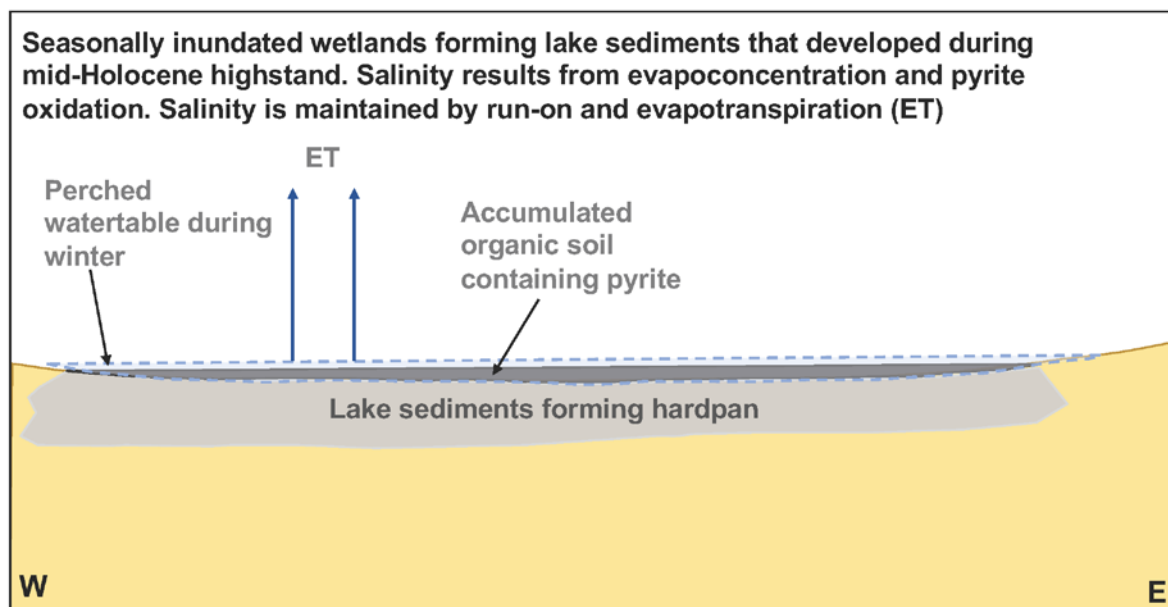 Seasonally inundated wetlands forming lake sediments that developed during
mid-Holocene highstand. Salinity results from evapoconcentration and pyrite
oxidation. Salinity is maintained by run-on and evapotranspiration (ET)
ET
Perched
watertable during
winter
Accumulated
organic soil
containing pyrite
Lake sediments forming hardpan
W
E